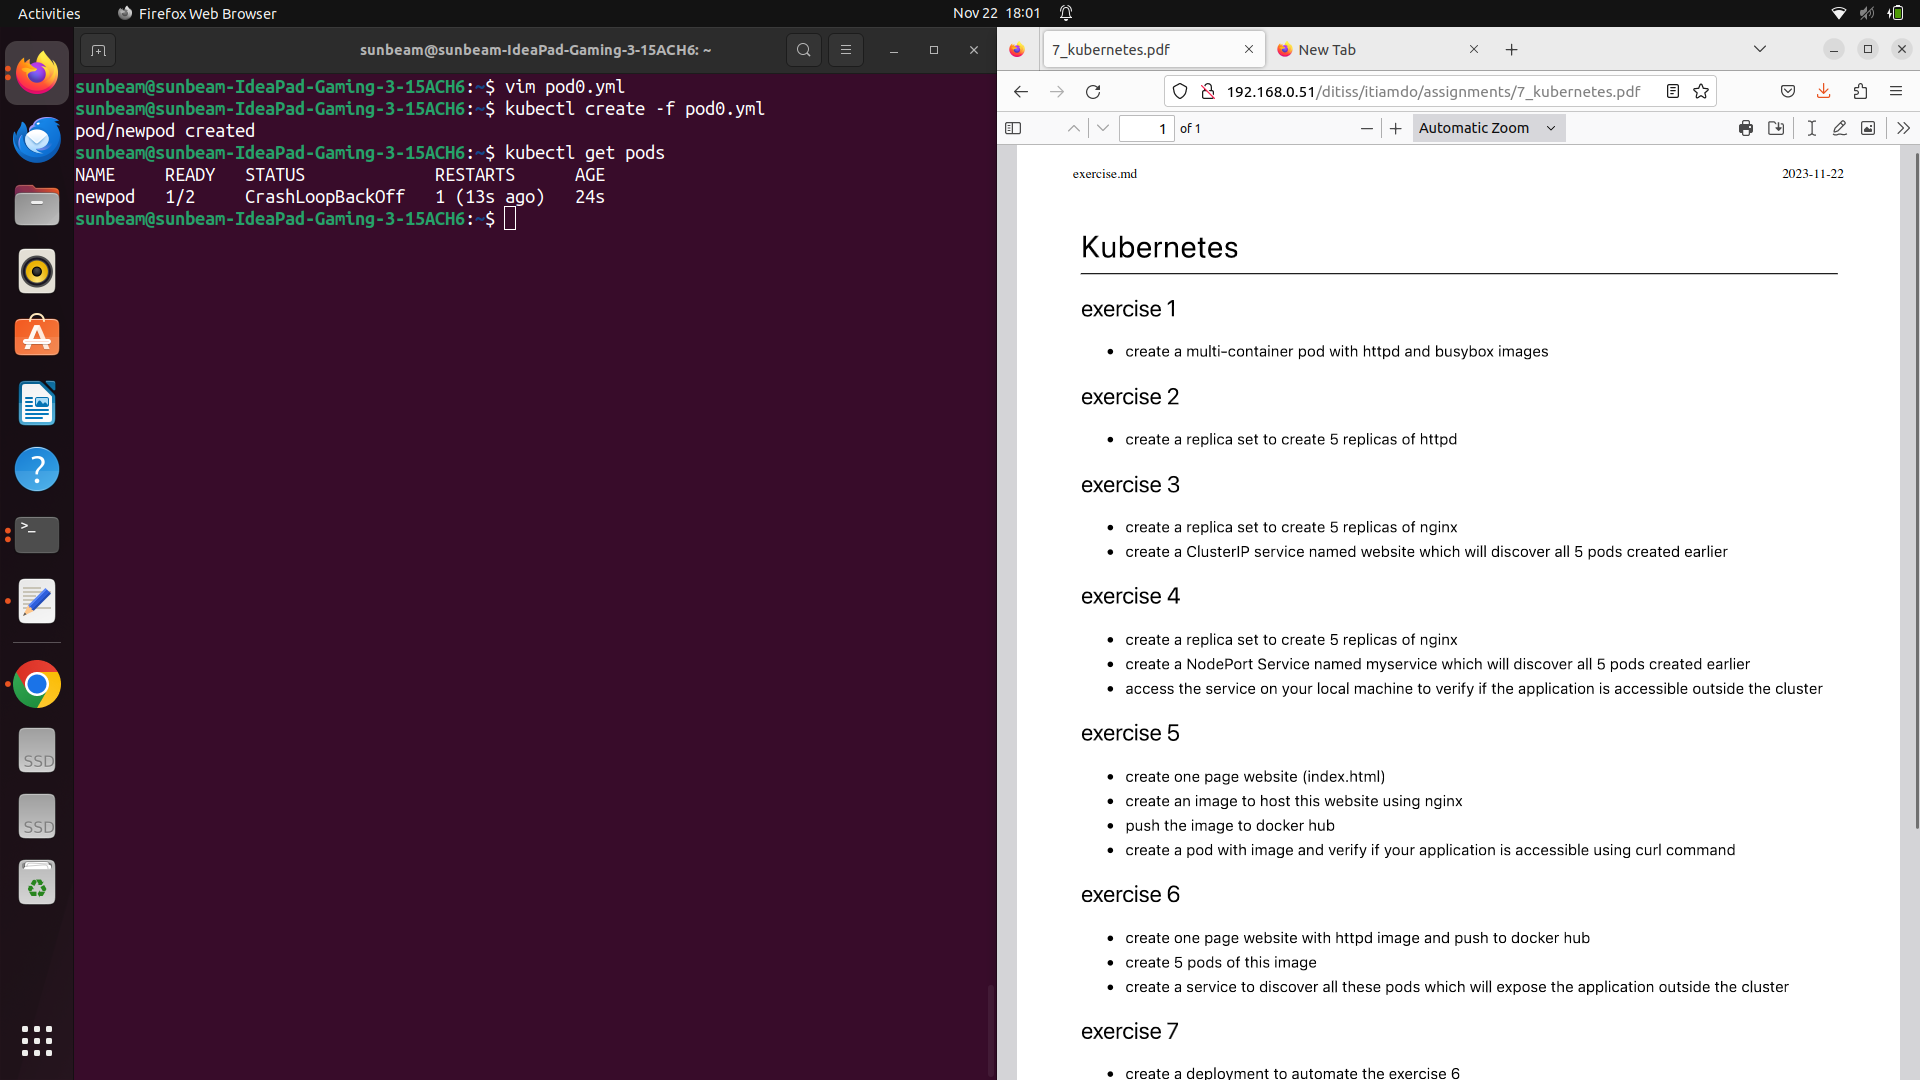 Activities
Firefox Web Browser
Nov 22 18:01
sunbeam@sunbeam-IdeaPad-Gaming-3-15ACH6: ~
sunbeam@sunbeam-IdeaPad-Gaming-3-15ACH6:~$ vim pod0.yml
sunbeam@sunbeam-IdeaPad-Gaming-3-15ACH6:~$ kubectl create -f pod0.yml
pod/newpod created
sunbeam@sunbeam-IdeaPad-Gaming-3-15ACH6:~$ kubectl get pods
NAME READY STATUS RESTARTS AGE
newpod 1/2 CrashLoopBackOff 1 (13s ago) 24s
sunbeam@sunbeam-IdeaPad-Gaming-3-15ACH6:~$
SSD
SSD
7_kubernetes.pdf
New Tab
192.168.0.51/ditiss/itiamdo/assignments/7_kubernetes.pdf
1 of 1
Automatic Zoom
exercise.md 2023-11-22
Kubernetes
exercise 1
• create a multi-container pod with httpd and busybox images
exercise 2
• create a replica set to create 5 replicas of httpd
exercise 3
• create a replica set to create 5 replicas of nginx
• create a ClusterIP service named website which will discover all 5 pods created earlier
exercise 4
• create a replica set to create 5 replicas of nginx
• create a NodePort Service named myservice which will discover all 5 pods created earlier
• access the service on your local machine to verify if the application is accessible outside the cluster
exercise 5
• create one page website (index.html)
• create an image to host this website using nginx
• push the image to docker hub
• create a pod with image and verify if your application is accessible using curl command
exercise 6
• create one page website with httpd image and push to docker hub
• create 5 pods of this image
• create a service to discover all these pods which will expose the application outside the cluster
exercise 7
• create a deployment to automate the exercise 6